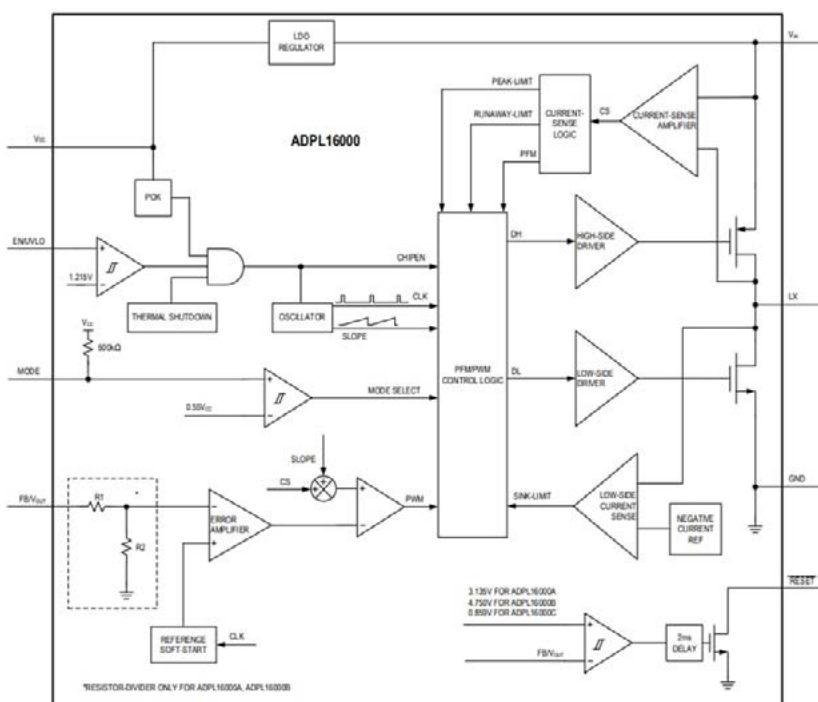 LDO
REGULATOR
VIN
PEAK-LIMIT
RUNAWAY-LIMIT
CURRENT-
SENSE
LOGIC
CS
CURRENT-SENSE
AMPLIFIER
ADPL16000
VCC
PFM
POK
EN/UVLO
+
-
1.215V
DH
HIGH-SIDE
DRIVER
CHIPEN
CLK
THERMAL SHUTDOWN
OSCILLATOR
LX
VCC
SLOPE
500kΩ
MODE
PFM/PWM
CONTROL LOGIC
DL
LOW-SIDE
DRIVER
+
-
MODE SELECT
0.55VCC
SLOPE
GND
CS
+
+
+
-
PWM
FB/VOUT
R1
*
-
+
ERROR
AMPLIFIER
SINK-LIMIT
LOW-SIDE
CURRENT
SENSE
NEGATIVE
CURRENT
REF
R2
RESET
3.135V FOR ADPL16000A
4.750V FOR ADPL16000B
0.859V FOR ADPL16000C
+
-
2ms
DELAY
REFERENCE
SOFT-START
CLK
FB/VOUT
*RESISTOR-DIVIDER ONLY FOR ADPL16000A, ADPL16000B